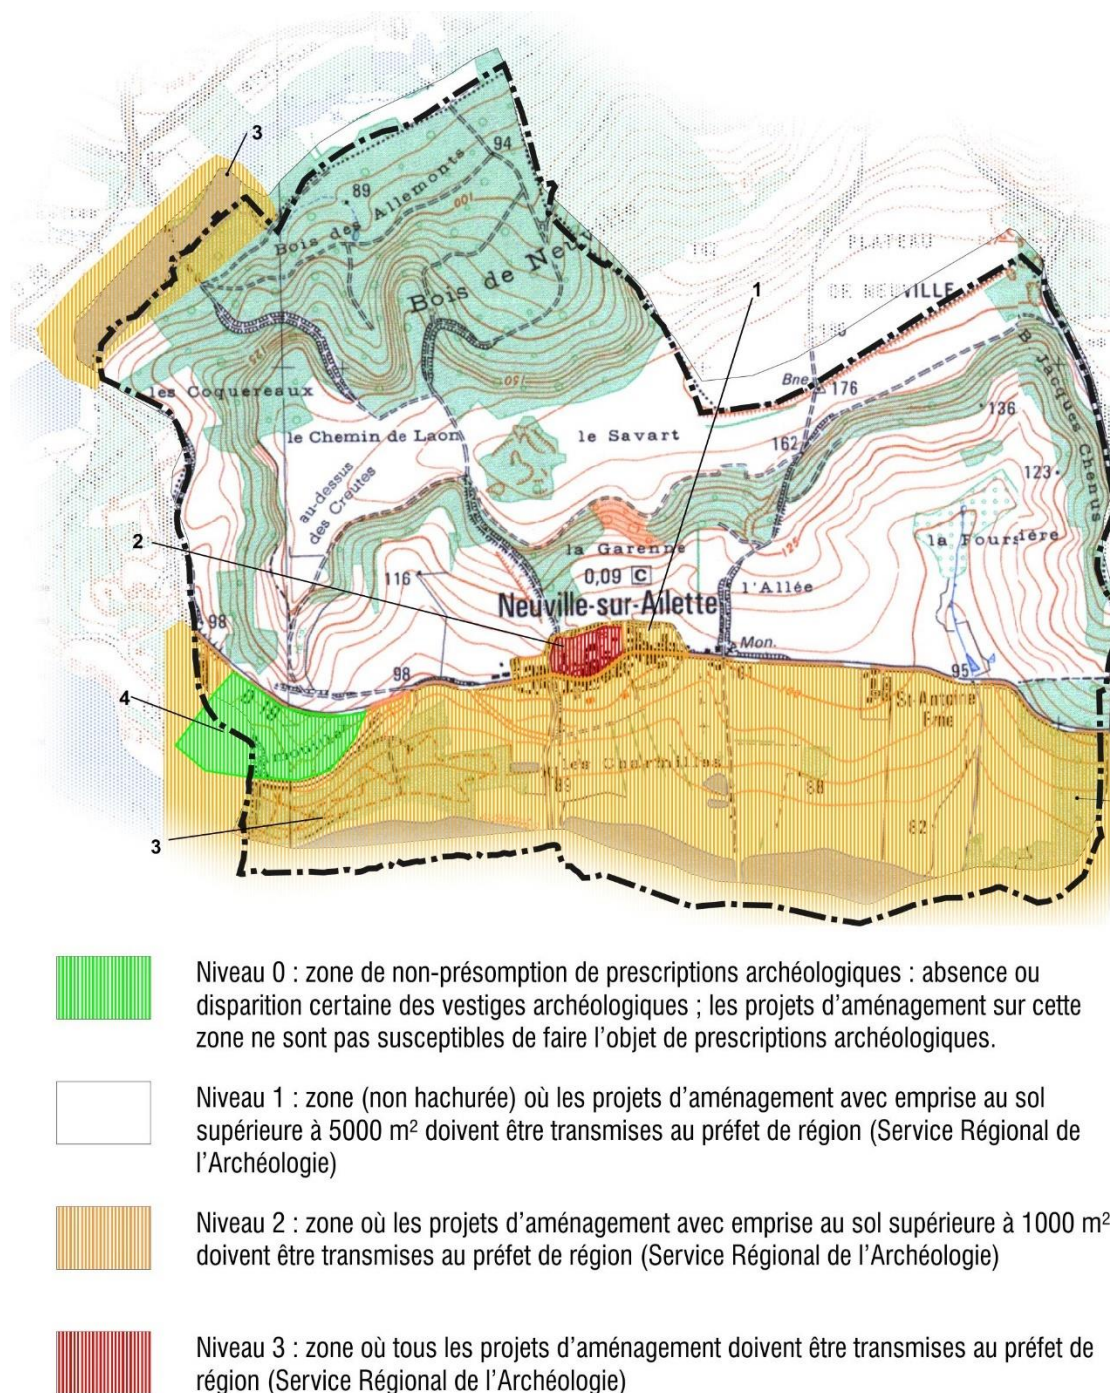 3
94
89
Bois des Allemonts
100
Bois de Neu
PLATEAU
DE NEUVILLE
1
Bne
176
B. Jacques Chenus
136
125
150
les Coquereaux
le Chemin de Laon
le Savart
162
123
au-dessus
des Creutes
2
la Garenne
la Four
ière
125
116
0,09 C
l'Allée
Neuville-sur-Ailette
98
Mon.
98
95
4
St-Antoine
Fme
les Charmilles
89
88
3
82
Niveau 0 : zone de non-présomption de prescriptions archéologiques : absence ou
disparition certaine des vestiges archéologiques ; les projets d'aménagement sur cette
zone ne sont pas susceptibles de faire l'objet de prescriptions archéologiques.
Niveau 1 : zone (non hachurée) où les projets d'aménagement avec emprise au sol
supérieure à 5000 m² doivent être transmises au préfet de région (Service Régional de
l'Archéologie)
Niveau 2 : zone où les projets d'aménagement avec emprise au sol supérieure à 1000 m²
doivent être transmises au préfet de région (Service Régional de l'Archéologie)
Niveau 3 : zone où tous les projets d'aménagement doivent être transmises au préfet de
région (Service Régional de l'Archéologie)